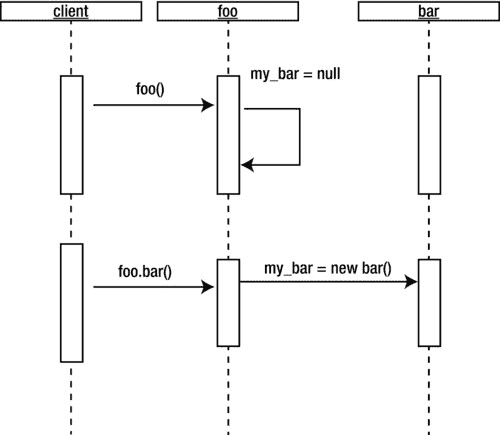 client
foo
bar
foo()
my_bar = null
foo.bar()
my_bar = new bar()